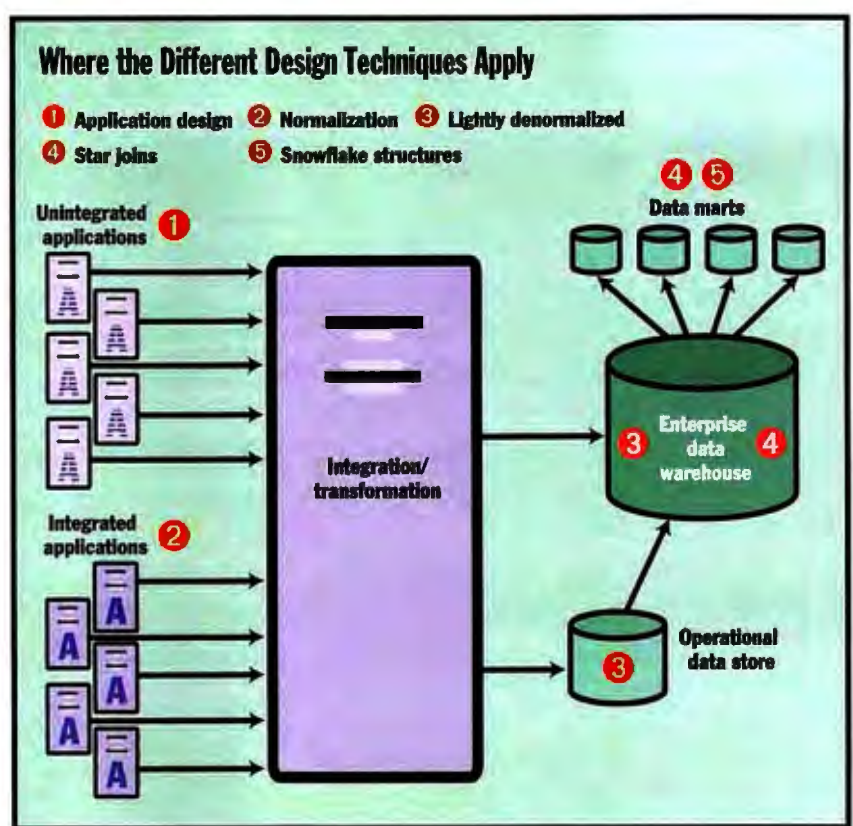 Where the Different Design Techniques Apply
1 Application design 2 Normalization 3 Lightly denormalized
4 Star joins 5 Snowflake structures
4 5
Data marts
Unintegrated
applications 1
A
A
A
A
A
Integration/
transformation
3 Enterprise 4
data
warehouse
Integrated
applications 2
A
A
A
A
A
Operational
data store
3